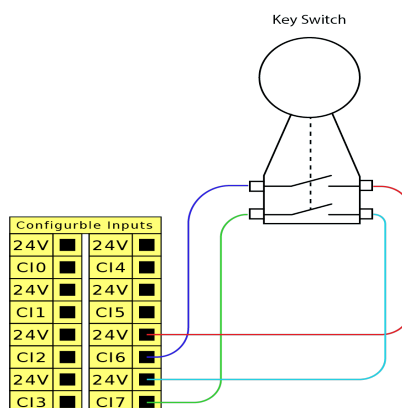 Key Switch
Configurble Inputs
24V 24V
CI0 CI4
24V 24V
CI1 CI5
24V 24V
CI2 CI6
24V 24V
CI3 CI7